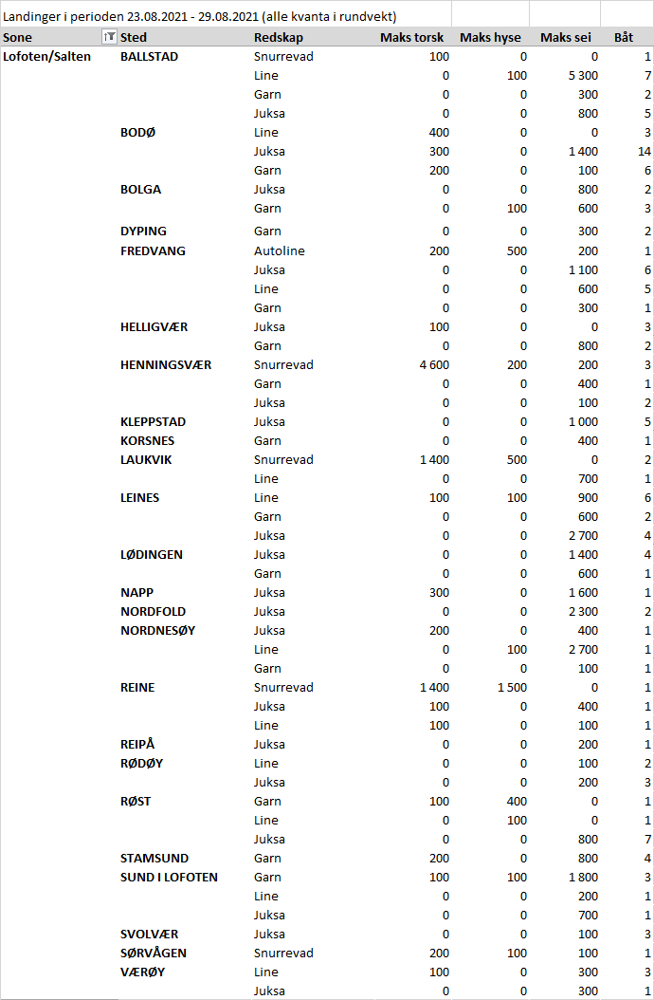 Landinger i perioden 23.08.2021 - 29.08.2021 (alle kvanta i rundvekt)
Sone Sted Redskap Maks torsk Maks hyse Maks sei Båt
Lofoten/Salten BALLSTAD Snurrevad 100 0 0 1
Line 0 100 5 300 7
Garn 0 0 300 2
Juksa 0 0 800 5
BODØ Line 400 0 0 3
Juksa 300 0 1 400 14
Garn 200 0 100 6
BOLGA Juksa 0 0 800 2
Garn 0 100 600 3
DYPING Garn 0 0 300 2
FREDVANG Autoline 200 500 200 1
Juksa 0 0 1 100 6
Line 0 0 600 5
Garn 0 0 300 1
HELLIGVÆR Juksa 100 0 0 3
Garn 0 0 800 2
HENNINGSVÆR Snurrevad 4 600 200 200 3
Garn 0 0 400 1
Juksa 0 0 100 2
KLEPPSTAD Juksa 0 0 1 000 5
KORSNES Garn 0 0 400 1
LAUKVIK Snurrevad 1 400 500 0 2
Line 0 0 700 1
LEINES Line 100 100 900 6
Garn 0 0 600 2
Juksa 0 0 2 700 4
LØDINGEN Juksa 0 0 1 400 4
Garn 0 0 600 1
NAPP Juksa 300 0 1 600 1
NORDFOLD Juksa 0 0 2 300 2
NORDNESØY Juksa 200 0 400 1
Line 0 100 2 700 1
Garn 0 0 100 1
REINE Snurrevad 1 400 1 500 0 1
Juksa 100 0 400 1
Line 100 0 100 1
REIPÅ Juksa 0 0 200 1
RØDØY Line 0 0 100 2
Juksa 0 0 200 3
RØST Garn 100 400 0 1
Line 0 100 0 1
Juksa 0 0 800 7
STAMSUND Garn 200 0 800 4
SUND I LOFOTEN Garn 100 100 1 800 3
Line 0 0 200 1
Juksa 0 0 700 1
SVOLVÆR Juksa 0 0 100 3
SØRVÅGEN Snurrevad 200 100 100 1
VÆRØY Line 100 0 300 3
Juksa 0 0 300 1